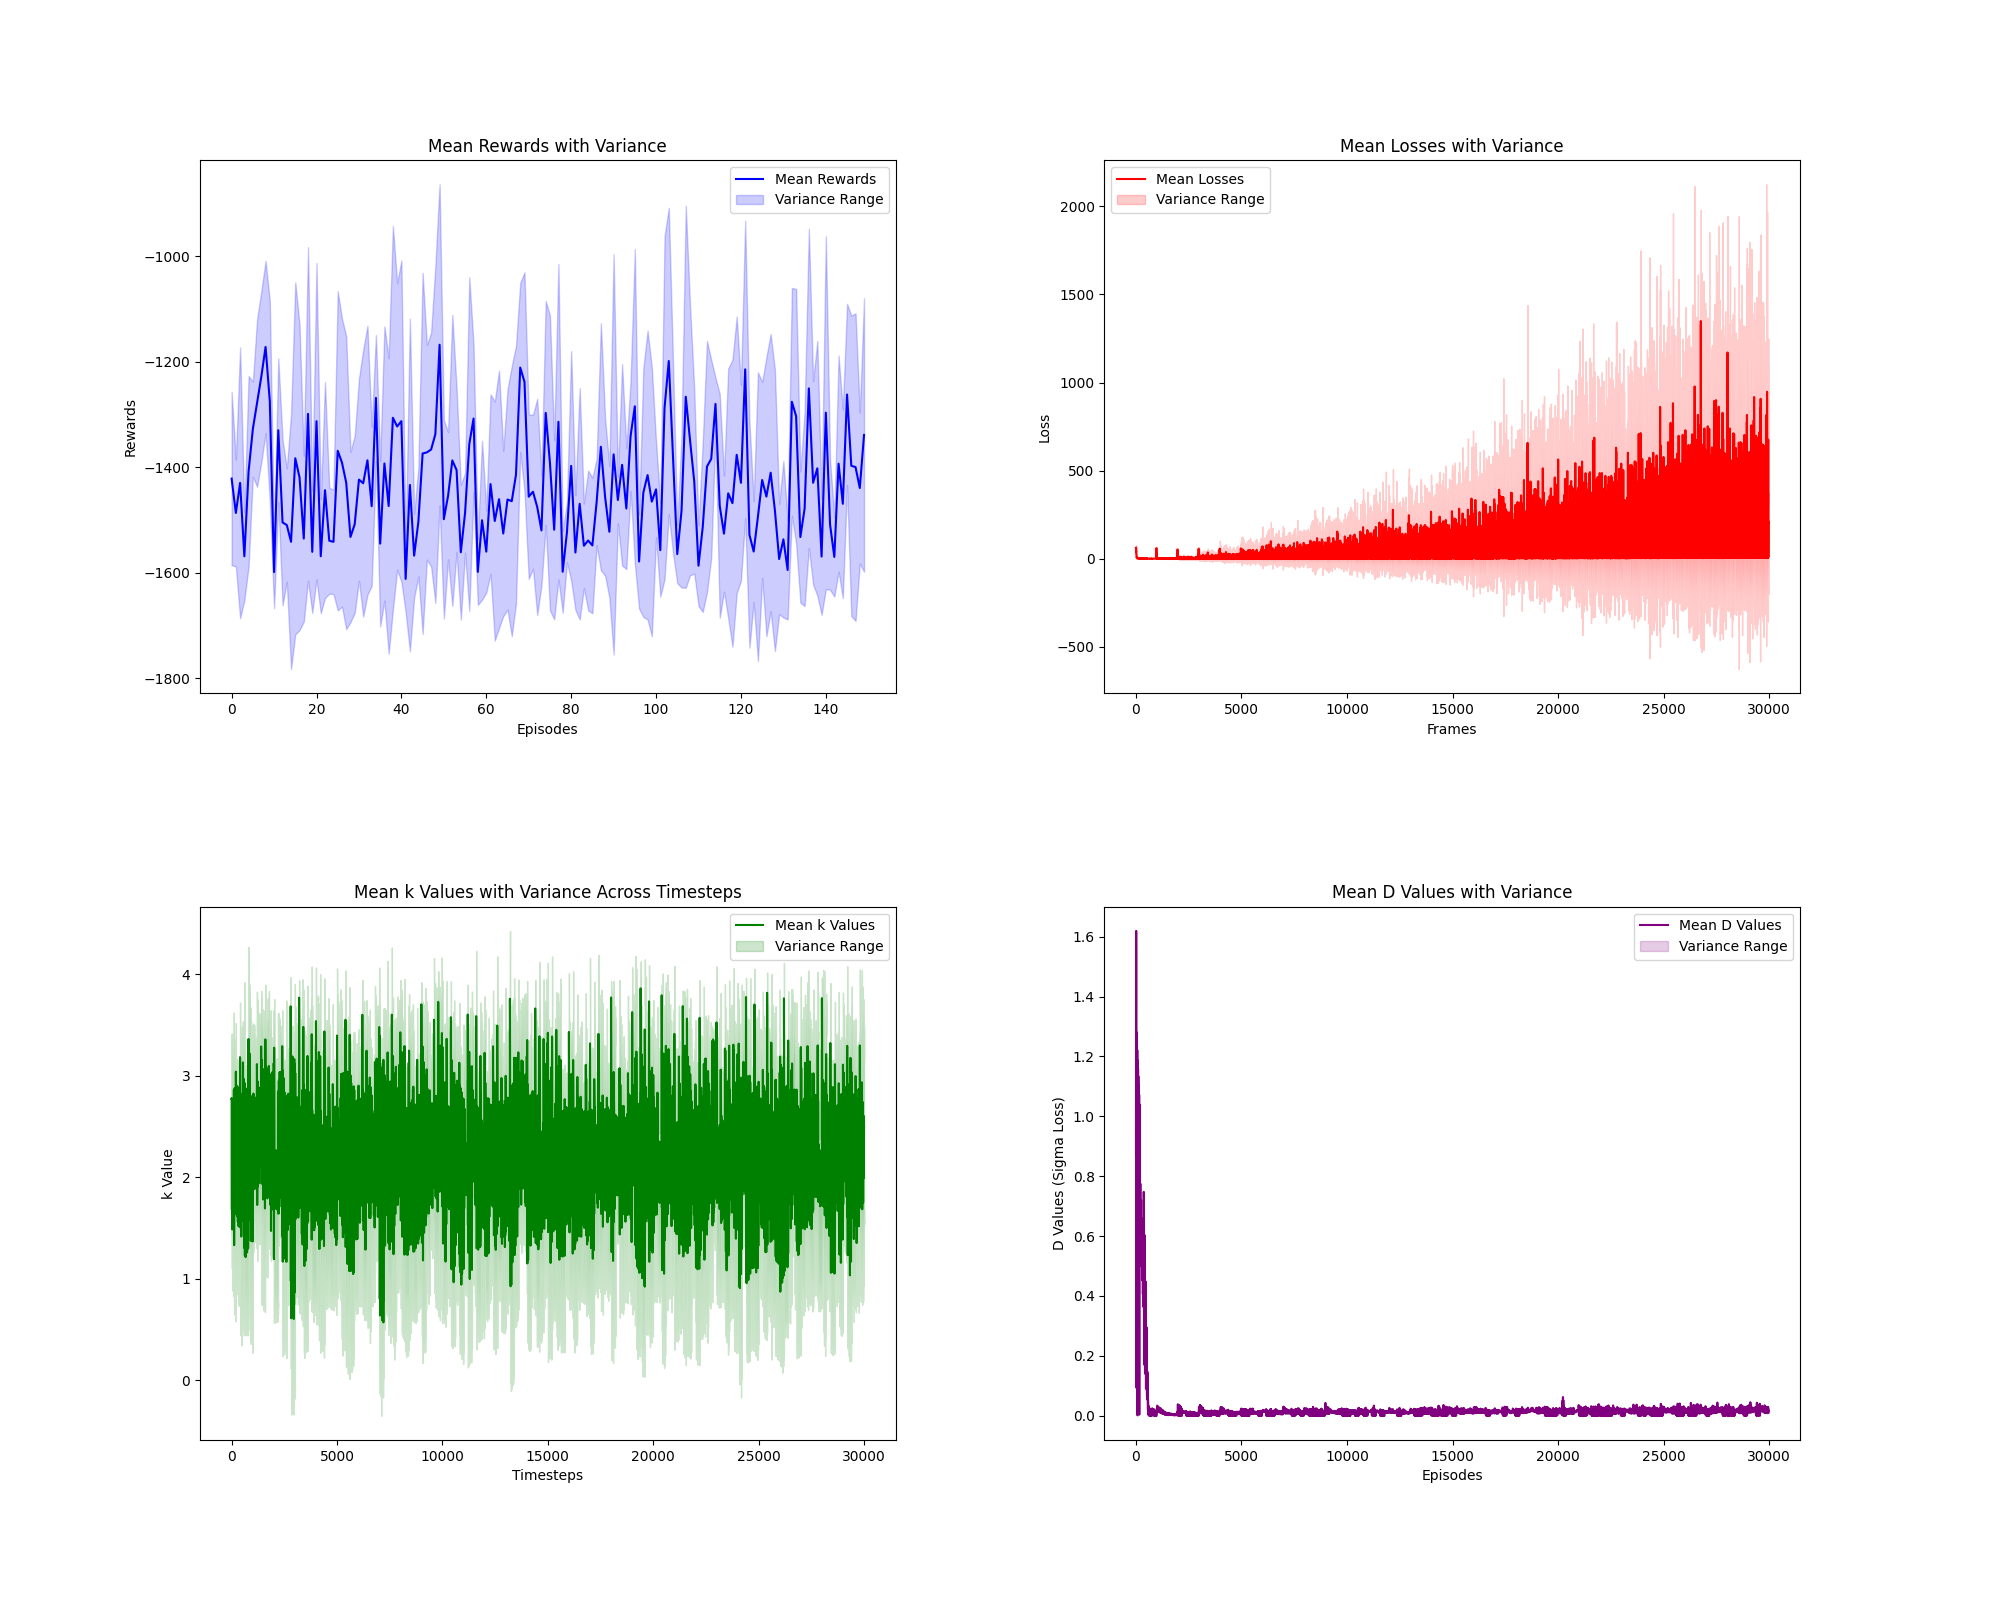 Mean Rewards with Variance
Mean Rewards
Variance Range
Rewards
−1000
−1200
−1400
−1600
−1800
0 20 40 60 80 100 120 140
Episodes
Mean Losses with Variance
Mean Losses
Variance Range
Loss
2000
1500
1000
500
0
−500
0 5000 10000 15000 20000 25000 30000
Frames
Mean k Values with Variance Across Timesteps
Mean k Values
Variance Range
k Value
4
3
2
1
0
0 5000 10000 15000 20000 25000 30000
Timesteps
Mean D Values with Variance
Mean D Values
Variance Range
D Values (Sigma Loss)
1.6
1.4
1.2
1.0
0.8
0.6
0.4
0.2
0.0
0 5000 10000 15000 20000 25000 30000
Episodes